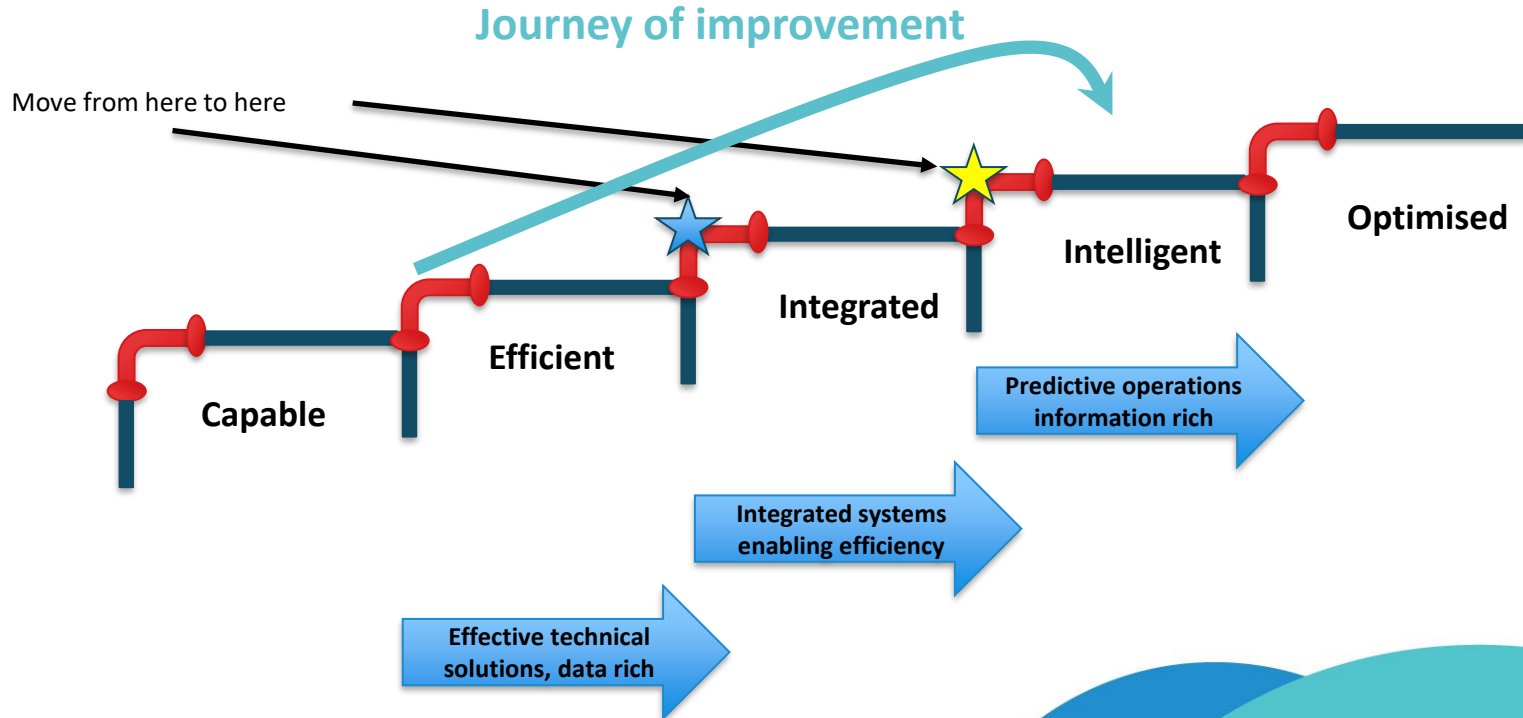 Journey of improvement
Move from here to here
Optimised
Intelligent
Integrated
Efficient
Capable
Predictive operations
information rich
Integrated systems
enabling efficiency
Effective technical
solutions, data rich